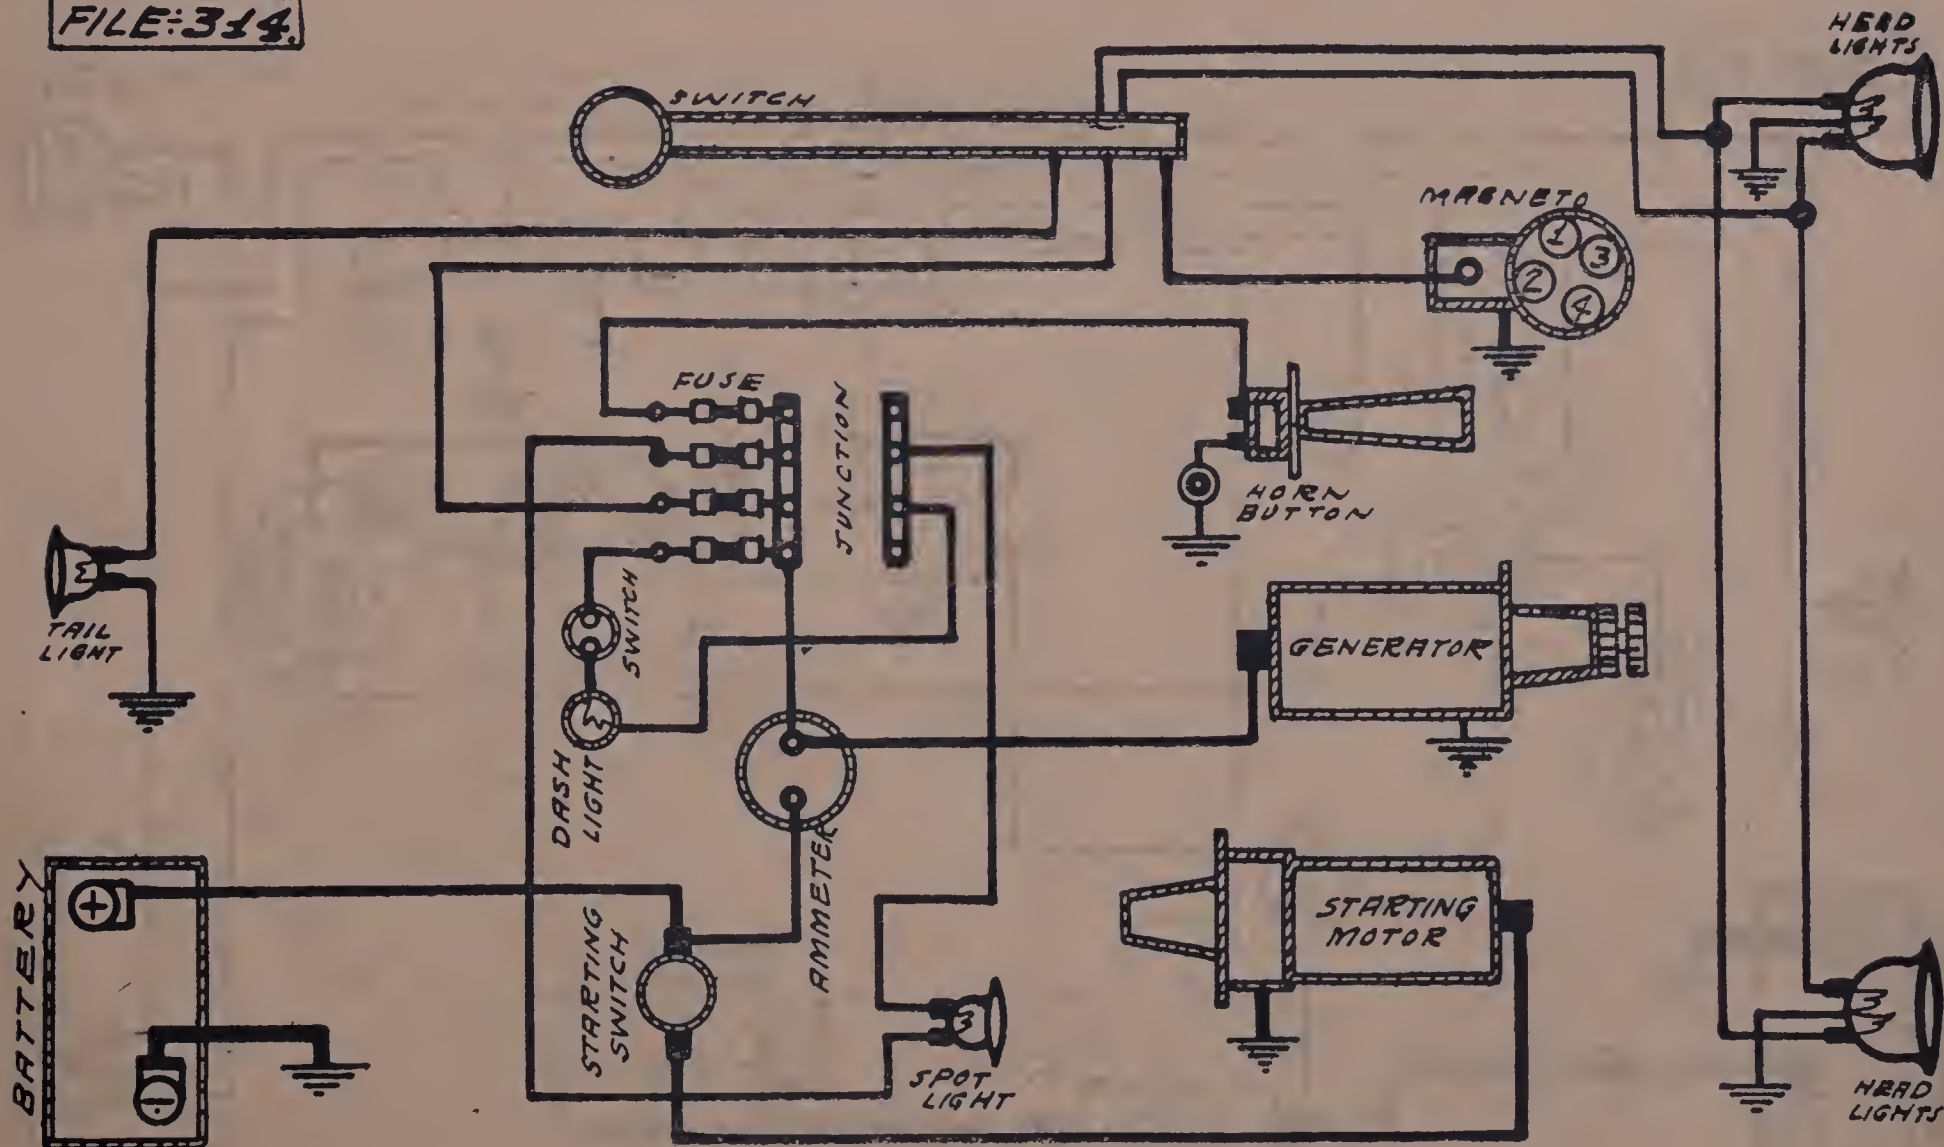 FILE:314.
HEAD
LIGHTS
SWITCH
MAGNETO
1
3
2
4
FUSE
JUNCTION
HORN
BUTTON
SWITCH
TAIL
LIGHT
GENERATOR
DASH
LIGHT
AMMETER
BATTERY
+
STARTING
SWITCH
STARTING
MOTOR
SPOT
LIGHT
-
HEAD
LIGHTS